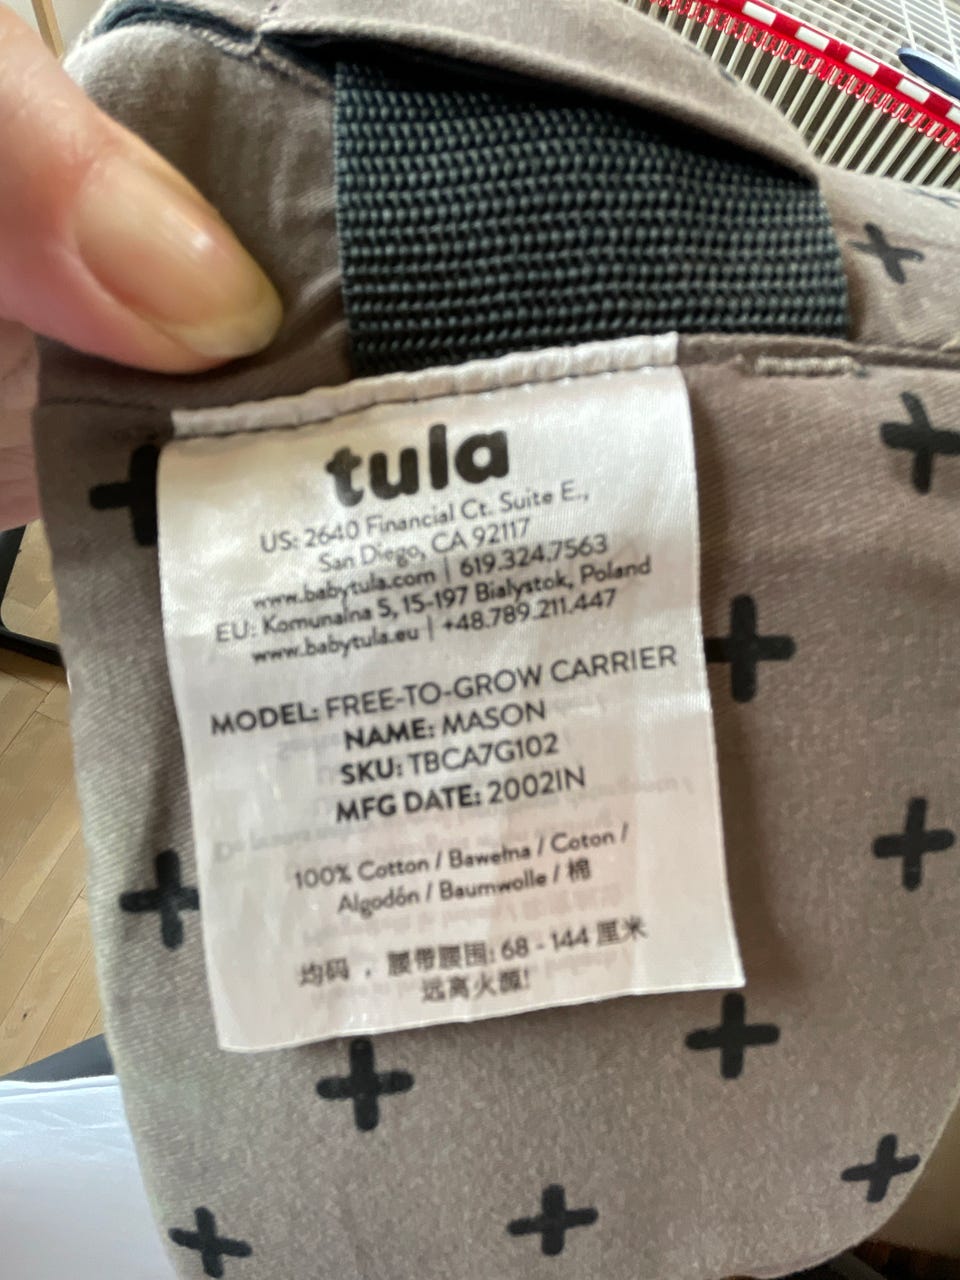 tula
US: 2640 Financial Ct. Suite E.,
San Diego, CA 92117
www.babytula.com | 619.324.7563
EU: Komunalna 5, 15-197 Bialystok, Poland
www.babytula.eu | +48.789.211.447
MODEL: FREE-TO-GROW CARRIER
NAME: MASON
SKU: TBCA7G102
MFG DATE: 2002IN
100% Cotton / Bawełna / Coton /
Algodón / Baumwolle / 棉
均码 , 腰带腰围: 68 - 144 厘米
远离火源!